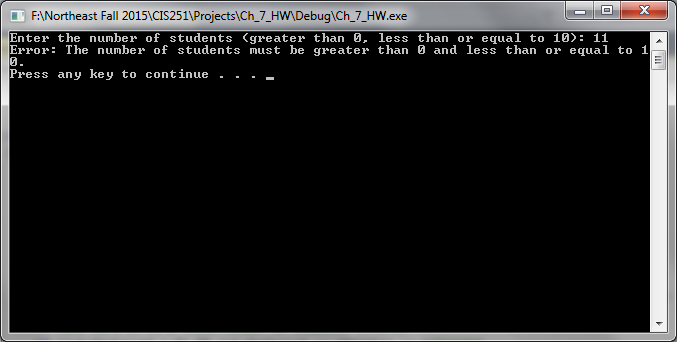 F:\Northeast Fall 2015\CIS251\Projects\Ch_7_HW\Debug\Ch_7_HW.exe
Enter the number of students (greater than 0, less than or equal to 10): 11
Error: The number of students must be greater than 0 and less than or equal to 1
0.
Press any key to continue . . . _